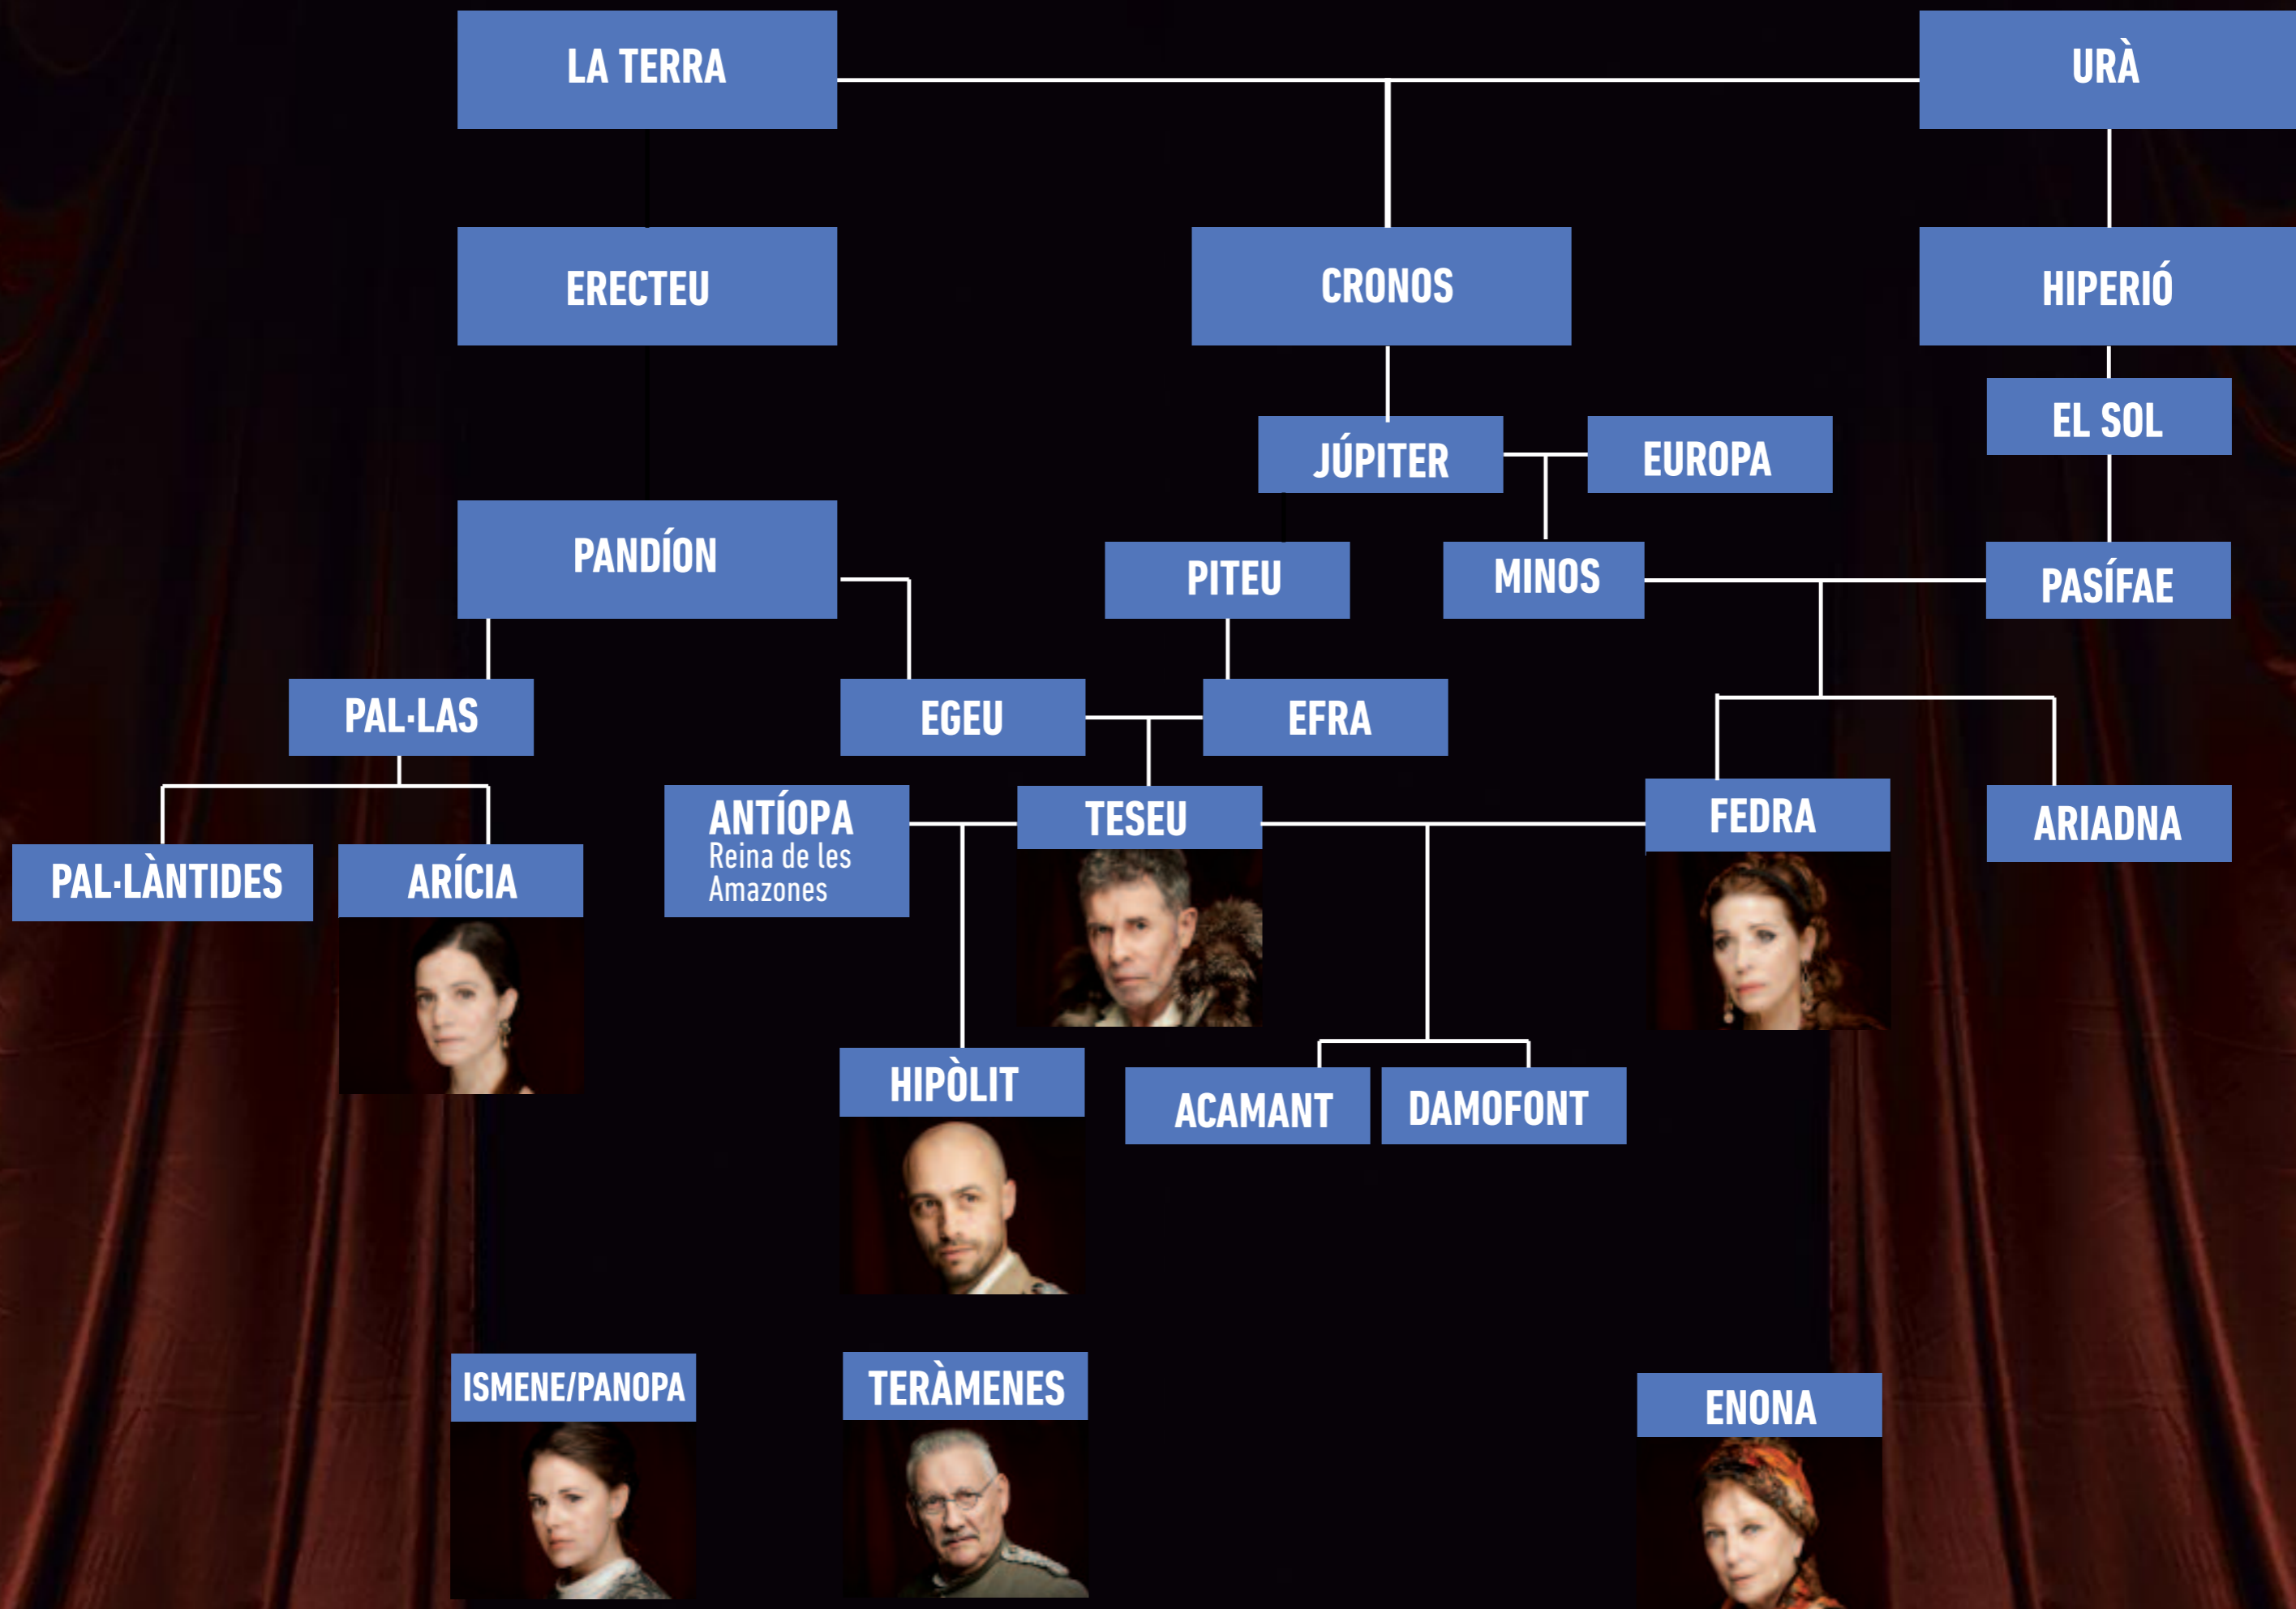 LA TERRA
URÀ
ERECTEU
CRONOS
HIPERIÓ
EL SOL
JÚPITER
EUROPA
PANDÍON
PITEU
MINOS
PASÍFAE
PAL·LAS
EGEU
EFRA
ANTÍOPA
Reina de les
Amazones
TESEU
FEDRA
ARIADNA
PAL·LÀNTIDES
ARÍCIA
HIPÒLIT
ACAMANT
DAMOFONT
ISMENE/PANOPA
TERÀMENES
ENONA